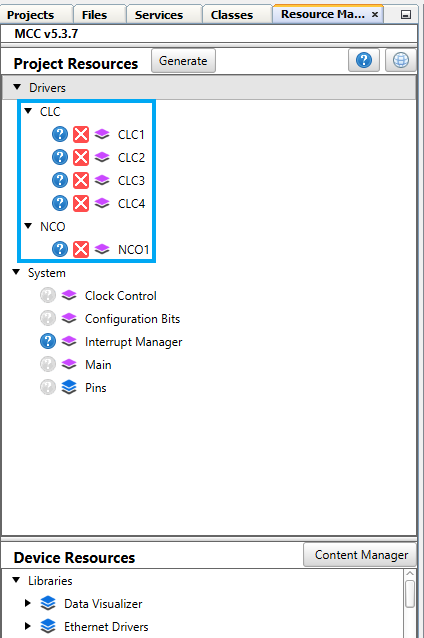 Projects Files Services Classes Resource Ma... ×
MCC v5.3.7
Project Resources Generate ?
Drivers
CLC
? CLC1
? CLC2
? CLC3
? CLC4
NCO
? NCO1
System
? Clock Control
? Configuration Bits
? Interrupt Manager
? Main
? Pins
Device Resources Content Manager
Libraries
Data Visualizer
Ethernet Drivers